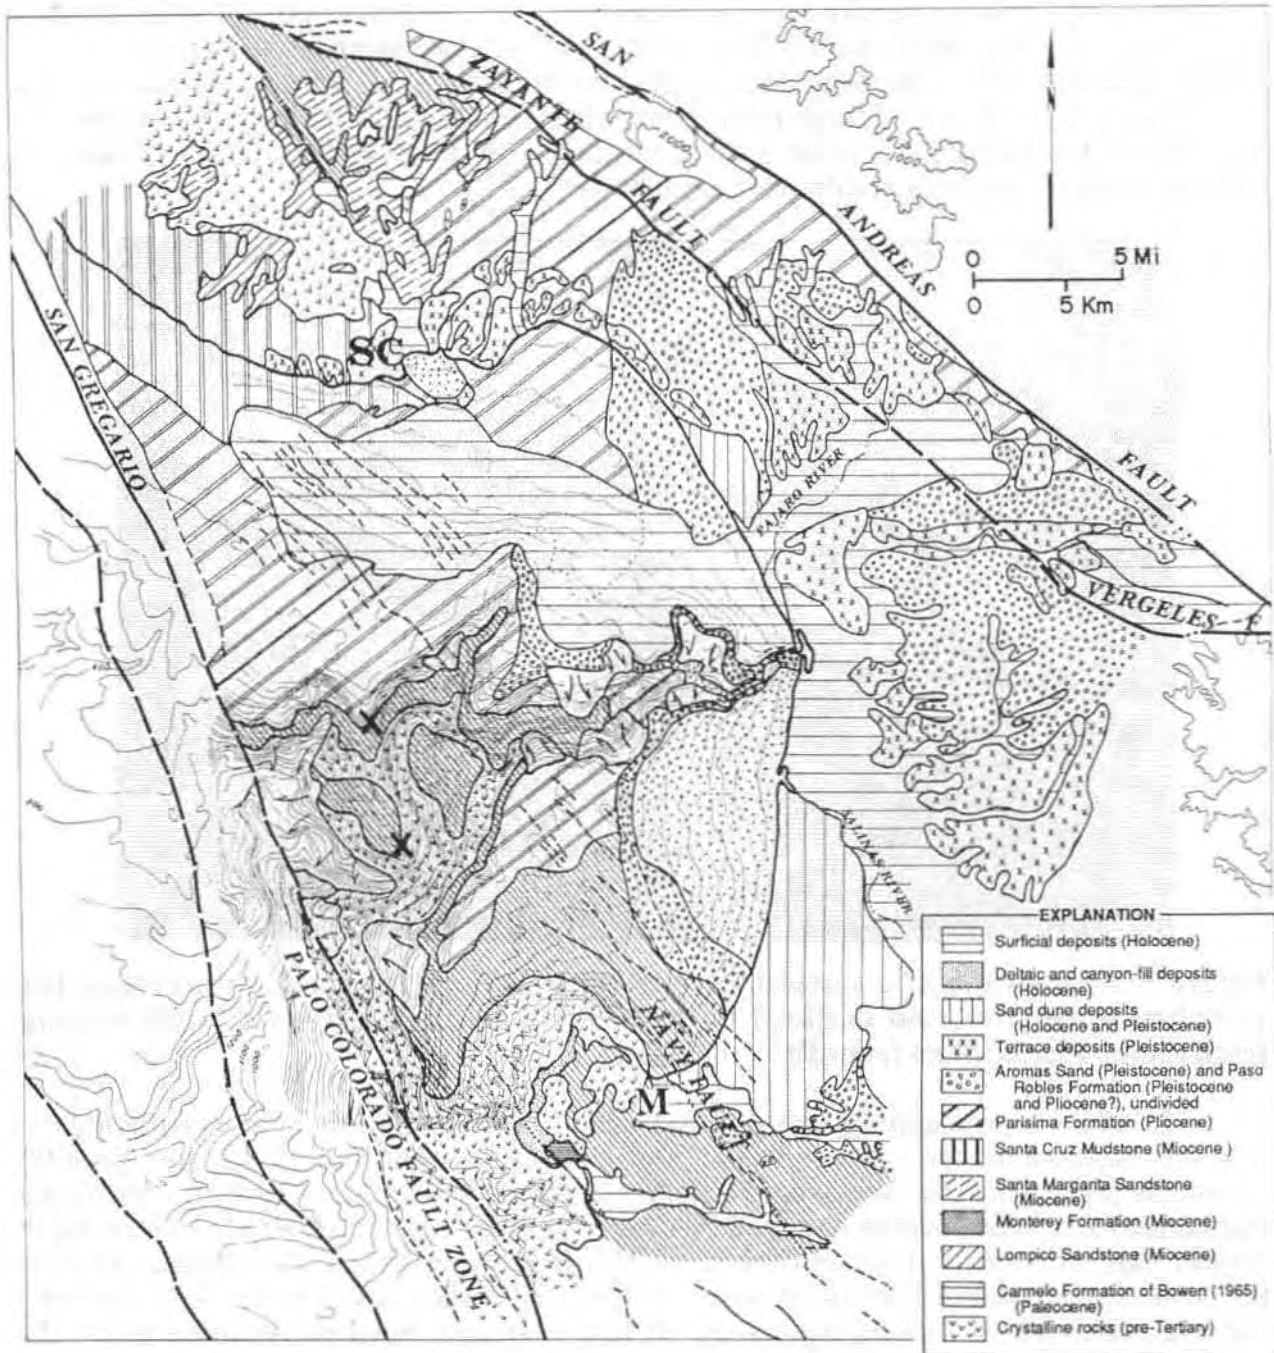 SAN
ZAYANTE
FAULT
ANDREAS
FAULT
1000
1000
N
0 5 Mi
0 5 Km
SC
SAN GREGARIO
PAJARO RIVER
VERGELES F
SALINAS RIVER
PALO COLORADO FAULT ZONE
NAVY FAULT
M
X
X
EXPLANATION
Surficial deposits (Holocene)
Deltaic and canyon-fill deposits
(Holocene)
Sand dune deposits
(Holocene and Pleistocene)
Terrace deposits (Pleistocene)
Aromas Sand (Pleistocene) and Paso
Robles Formation (Pleistocene
and Pliocene?), undivided
Parisima Formation (Pliocene)
Santa Cruz Mudstone (Miocene )
Santa Margarita Sandstone
(Miocene)
Monterey Formation (Miocene)
Lompico Sandstone (Miocene)
Carmelo Formation of Bowen (1965)
(Paleocene)
Crystalline rocks (pre-Tertiary)